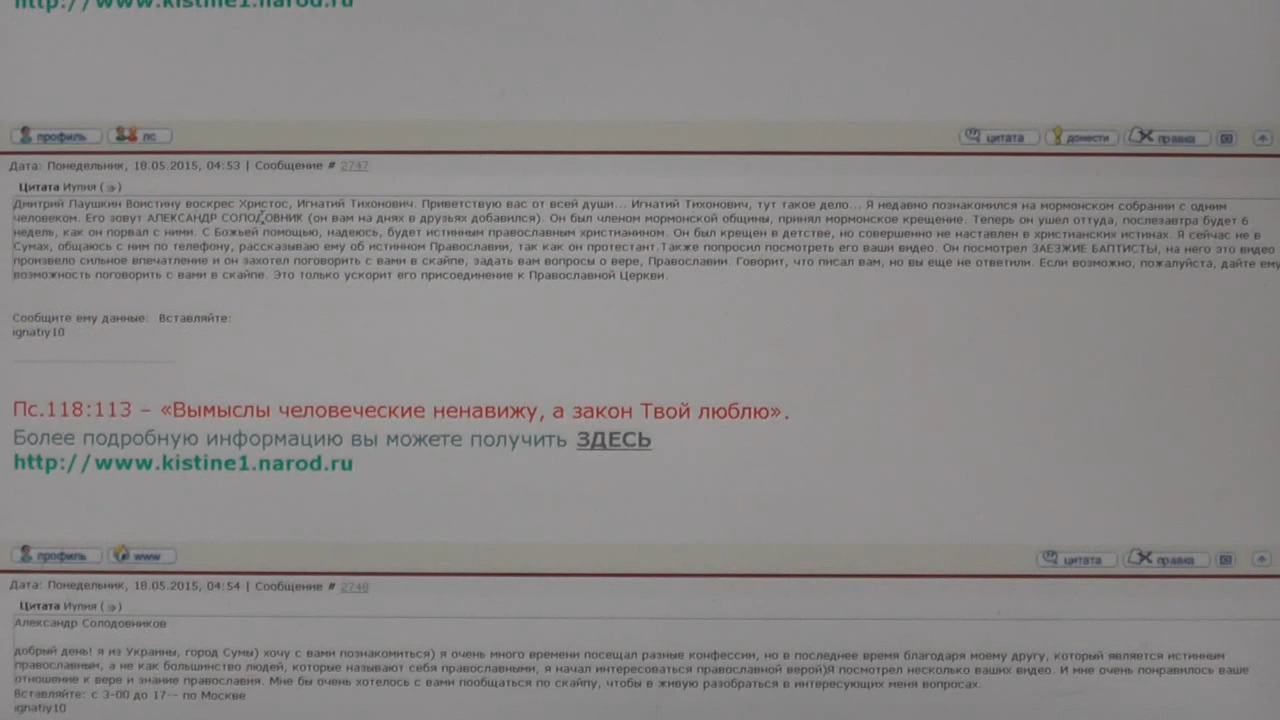 http://www.kistine1.narod.ru
профиль пс цитата донести правка
Дата: Понедельник, 18.05.2015, 04:53 | Сообщение # 2747
Цитата Иулия ( )
Дмитрий Лаушкин Воистину воскрес Христос, Игнатий Тихонович. Приветствую вас от всей души... Игнатий Тихонович, тут такое дело... Я недавно познакомился на мормонском собрании с одним
человеком. Его зовут АЛЕКСАНДР СОЛОДОВНИК (он вам на днях в друзьях добавился). Он был членом мормонской общины, принял мормонское крещение. Теперь он ушел оттуда, послезавтра будет 6
недель, как он порвал с ними. С Божьей помощью, надеюсь, будет истинным православным христианином. Он был крещен в детстве, но совершенно не наставлен в христианских истинах. Я сейчас не в
Сумах, общаюсь с ним по телефону, рассказываю ему об истинном Православии, так как он протестант.Также попросил посмотреть его ваши видео. Он посмотрел ЗАЕЗЖИЕ БАПТИСТЫ, на него это видео
произвело сильное впечатление и он захотел поговорить с вами в скайпе, задать вам вопросы о вере, Православии. Говорит, что писал вам, но вы еще не ответили. Если возможно, пожалуйста, дайте ему
возможность поговорить с вами в скайпе. Это только ускорит его присоединение к Православной Церкви.
Сообщите ему данные: Вставляйте:
ignatiy10
Пс.118:113 – «Вымыслы человеческие ненавижу, а закон Твой люблю».
Более подробную информацию вы можете получить ЗДЕСЬ
http://www.kistine1.narod.ru
профиль www цитата правка
Дата: Понедельник, 18.05.2015, 04:54 | Сообщение # 2748
Цитата Иулия ( )
Александр Солодовников
добрый день! я из Украины, город Сумы) хочу с вами познакомиться) я очень много времени посещал разные конфессии, но в последнее время благодаря моему другу, который является истинным
православным, а не как большинство людей, которые называют себя православными, я начал интересоваться православной верой)Я посмотрел несколько ваших видео. И мне очень понравилось ваше
отношение к вере и знание православия. Мне бы очень хотелось с вами пообщаться по скайпу, чтобы в живую разобраться в интересующих меня вопросах.
Вставляйте: с 3-00 до 17-- по Москве
ignatiy10